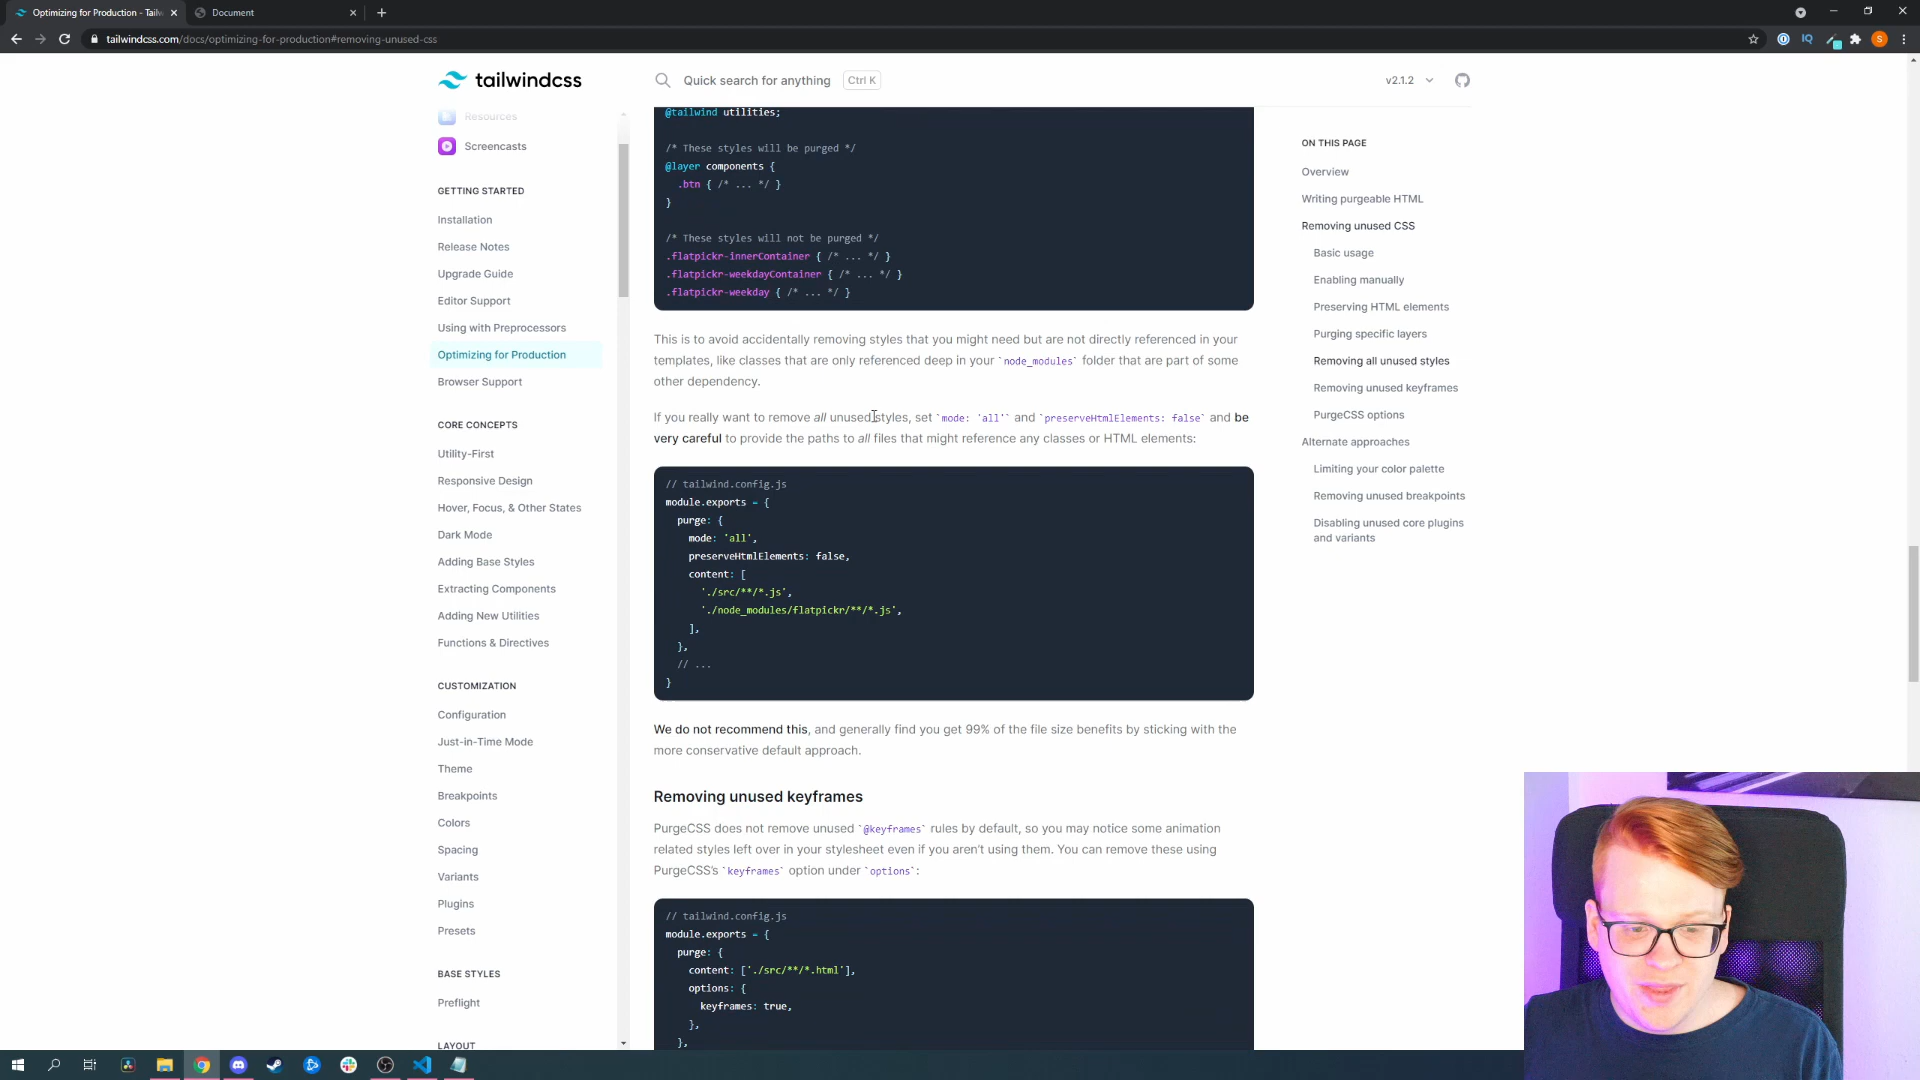 Optimizing for Production - Tailw
Document
tailwindcss.com/docs/optimizing-for-production#removing-unused-css
IQ
S
tailwindcss
Quick search for anything
Ctrl K
v2.1.2
Resources
Screencasts
GETTING STARTED
Installation
Release Notes
Upgrade Guide
Editor Support
Using with Preprocessors
Optimizing for Production
Browser Support
CORE CONCEPTS
Utility-First
Responsive Design
Hover, Focus, & Other States
Dark Mode
Adding Base Styles
Extracting Components
Adding New Utilities
Functions & Directives
CUSTOMIZATION
Configuration
Just-in-Time Mode
Theme
Breakpoints
Colors
Spacing
Variants
Plugins
Presets
BASE STYLES
Preflight
LAYOUT
@tailwind utilities;
/* These styles will be purged */
@layer components {
.btn { /* ... */ }
}
/* These styles will not be purged */
.flatpickr-innerContainer { /* ... */ }
.flatpickr-weekdayContainer { /* ... */ }
.flatpickr-weekday { /* ... */ }
This is to avoid accidentally removing styles that you might need but are not directly referenced in your
templates, like classes that are only referenced deep in your `node_modules` folder that are part of some
other dependency.
If you really want to remove all unused styles, set `mode: 'all'` and `preserveHtmlElements: false` and be
very careful to provide the paths to all files that might reference any classes or HTML elements:
// tailwind.config.js
module.exports = {
purge: {
mode: 'all',
preserveHtmlElements: false,
content: [
'./src/**/*.js',
'./node_modules/flatpickr/**/*.js',
],
},
// ...
}
We do not recommend this, and generally find you get 99% of the file size benefits by sticking with the
more conservative default approach.
Removing unused keyframes
PurgeCSS does not remove unused `@keyframes` rules by default, so you may notice some animation
related styles left over in your stylesheet even if you aren't using them. You can remove these using
PurgeCSS's `keyframes` option under `options`:
// tailwind.config.js
module.exports = {
purge: {
content: ['./src/**/*.html'],
options: {
keyframes: true,
},
},
ON THIS PAGE
Overview
Writing purgeable HTML
Removing unused CSS
Basic usage
Enabling manually
Preserving HTML elements
Purging specific layers
Removing all unused styles
Removing unused keyframes
PurgeCSS options
Alternate approaches
Limiting your color palette
Removing unused breakpoints
Disabling unused core plugins
and variants